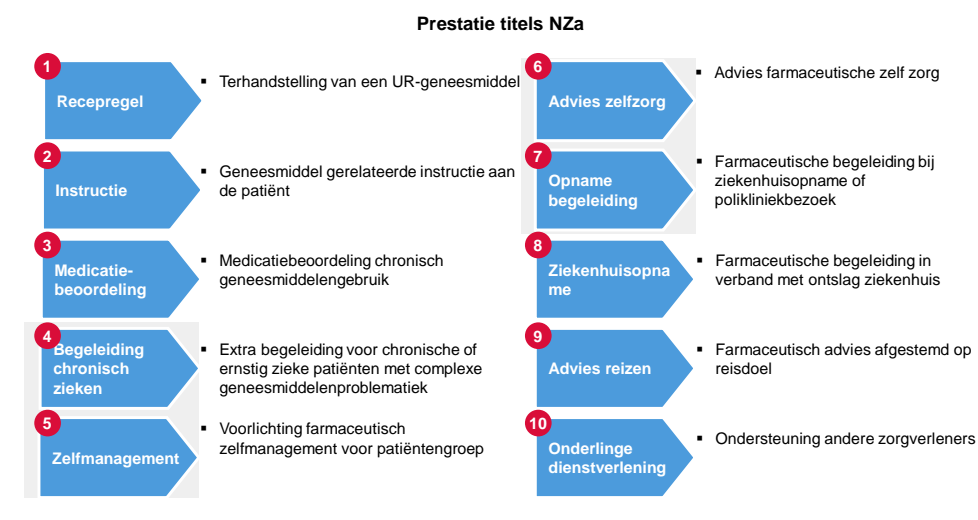 Prestatie titels NZa
1
Recepregel
▪ Terhandstelling van een UR-geneesmiddel
2
Instructie
▪ Geneesmiddel gerelateerde instructie aan
de patiënt
3
Medicatie-
beoordeling
▪ Medicatiebeoordeling chronisch
geneesmiddelengebruik
4
Begeleiding
chronisch
zieken
▪ Extra begeleiding voor chronische of
ernstig zieke patiënten met complexe
geneesmiddelenproblematiek
5
Zelfmanagement
▪ Voorlichting farmaceutisch
zelfmanagement voor patiëntengroep
6
Advies zelfzorg
▪ Advies farmaceutische zelf zorg
7
Opname
begeleiding
▪ Farmaceutische begeleiding bij
ziekenhuisopname of
polikliniekbezoek
8
Ziekenhuisopna
me
▪ Farmaceutische begeleiding in
verband met ontslag ziekenhuis
9
Advies reizen
▪ Farmaceutisch advies afgestemd op
reisdoel
10
Onderlinge
dienstverlening
▪ Ondersteuning andere zorgverleners